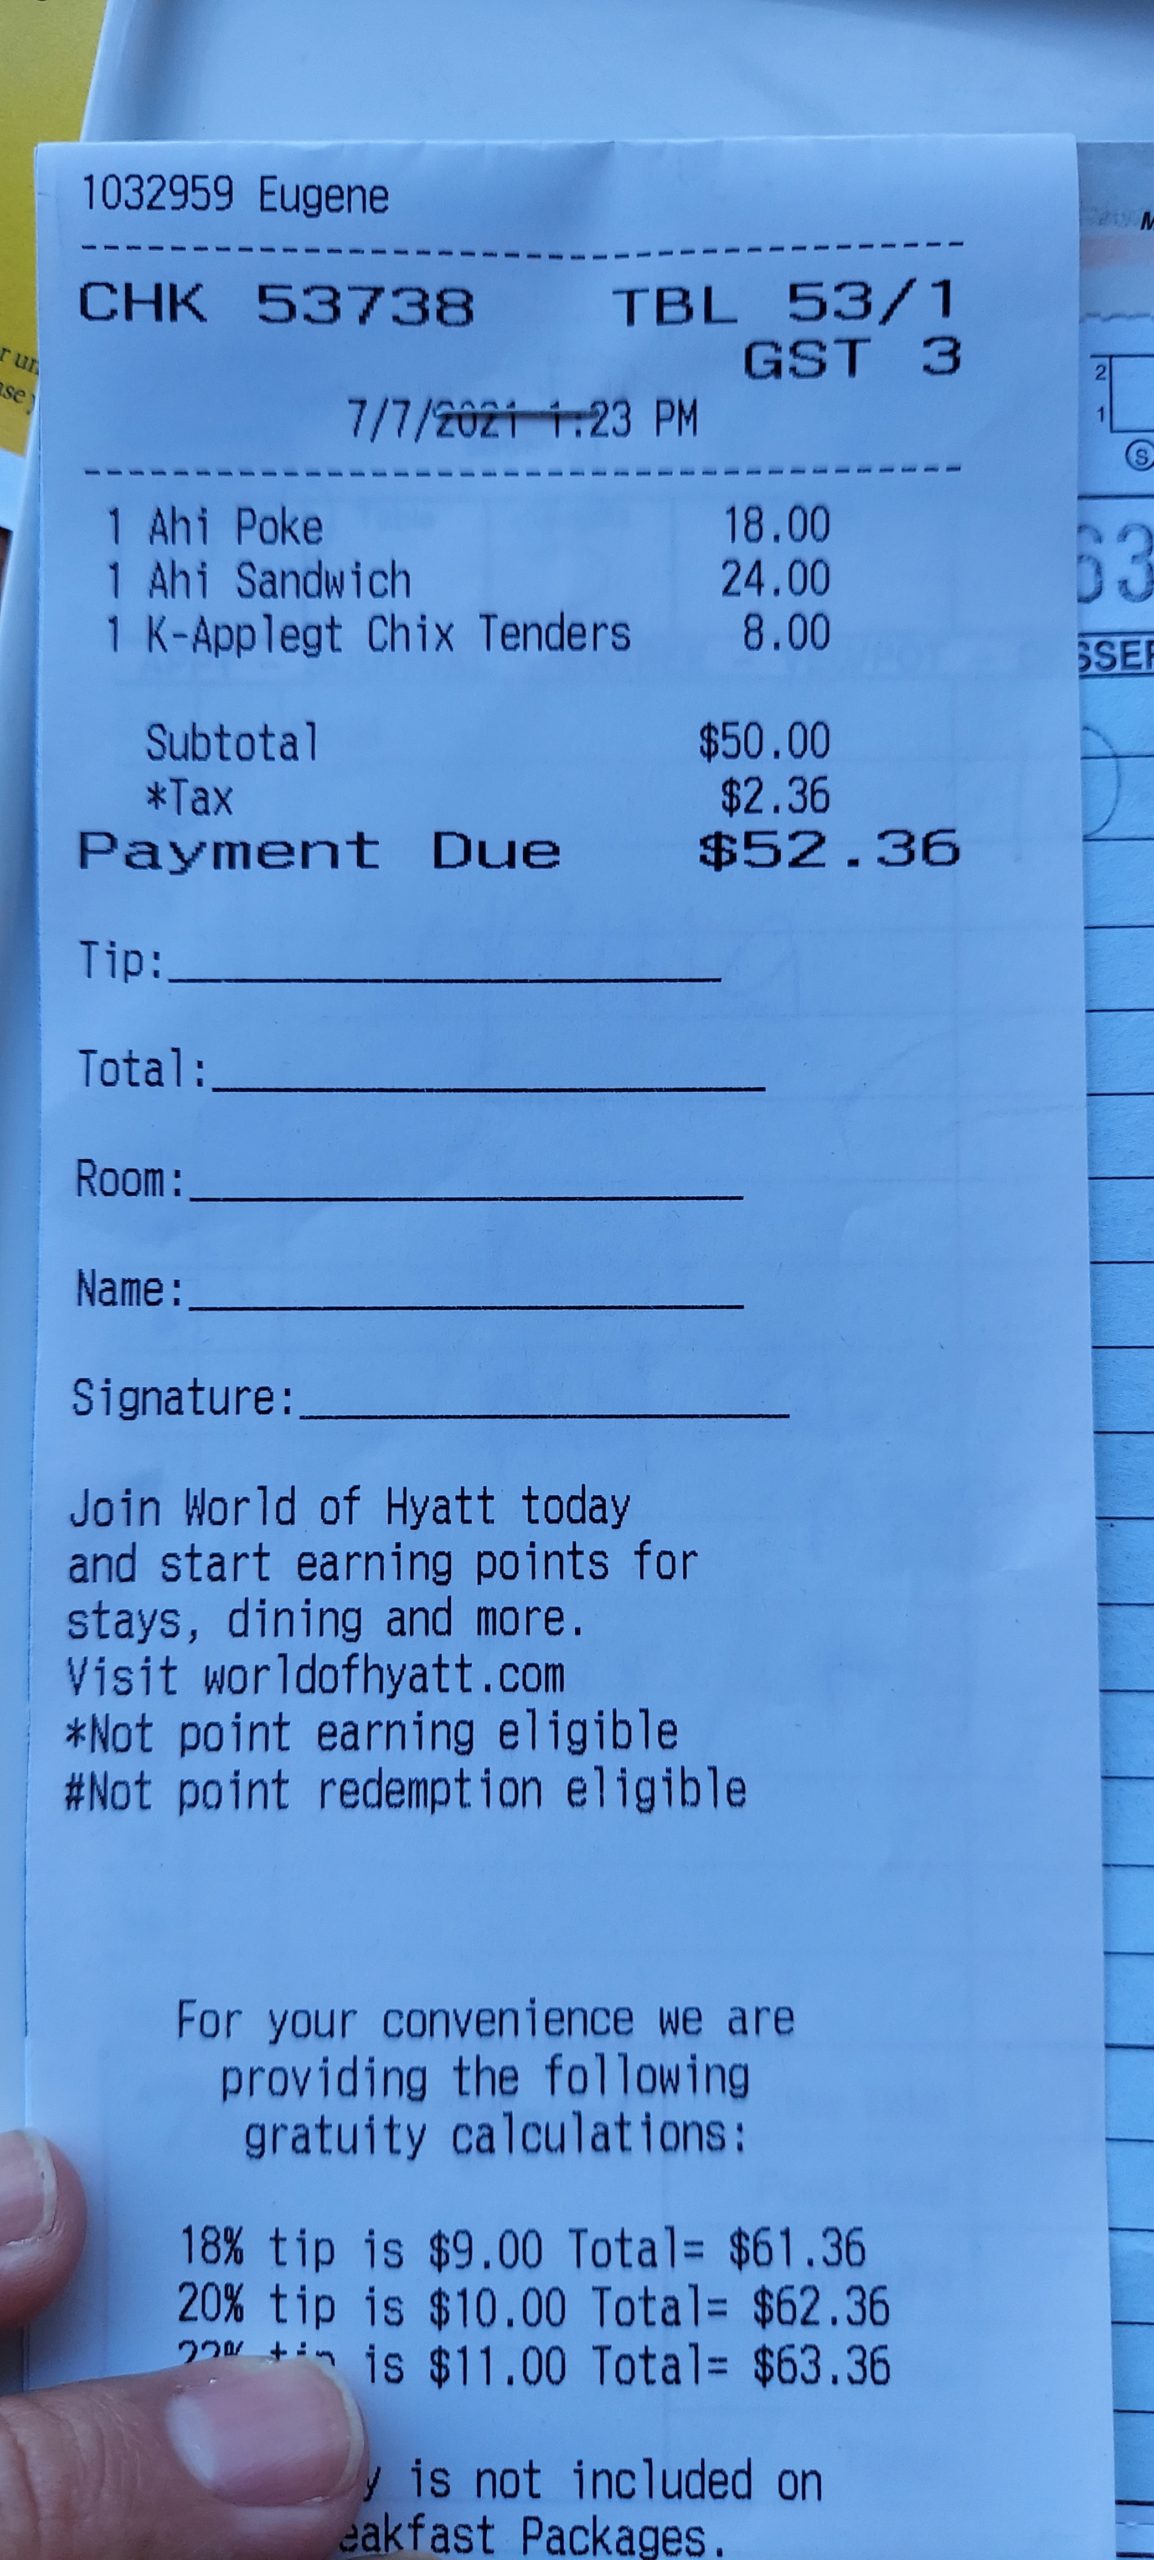 1032959 Eugene
CHK 53738 TBL 53/1
GST 3
7/7/2021 1:23 PM
1 Ahi Poke 18.00
1 Ahi Sandwich 24.00
1 K-Applegt Chix Tenders 8.00
Subtotal $50.00
*Tax $2.36
Payment Due $52.36
Tip:
Total:
Room:
Name:
Signature:
Join World of Hyatt today
and start earning points for
stays, dining and more.
Visit worldofhyatt.com
*Not point earning eligible
#Not point redemption eligible
For your convenience we are
providing the following
gratuity calculations:
18% tip is $9.00 Total= $61.36
20% tip is $10.00 Total= $62.36
22% tip is $11.00 Total= $63.36
is not included on
Packages.
2
1
S
63